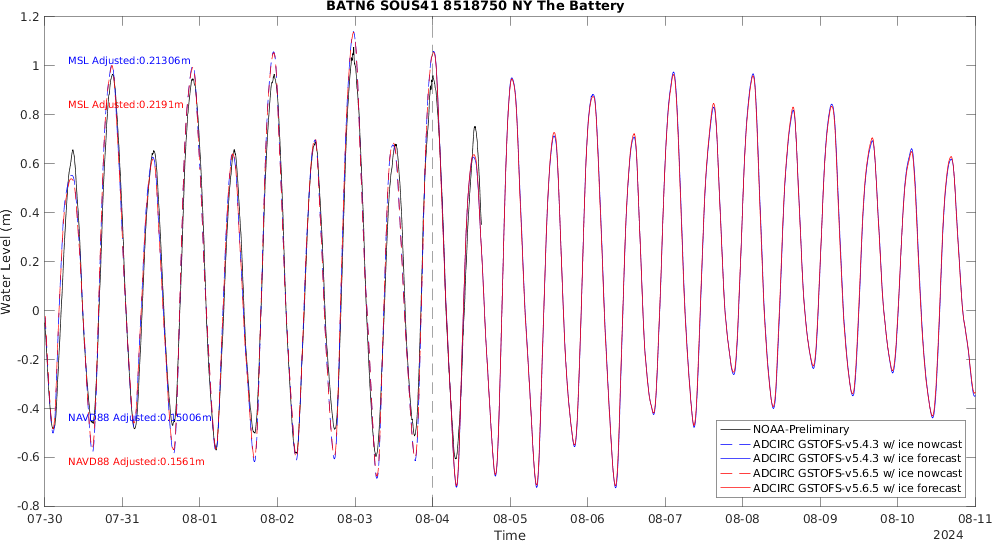 BATN6 SOUS41 8518750 NY The Battery
1.2
1
0.8
0.6
0.4
0.2
0
-0.2
-0.4
-0.6
-0.8
Water Level (m)
MSL Adjusted:0.21306m
MSL Adjusted:0.2191m
NAVD88 Adjusted:0.15006m
NAVD88 Adjusted:0.1561m
NOAA-Preliminary
ADCIRC GSTOFS-v5.4.3 w/ ice nowcast
ADCIRC GSTOFS-v5.4.3 w/ ice forecast
ADCIRC GSTOFS-v5.6.5 w/ ice nowcast
ADCIRC GSTOFS-v5.6.5 w/ ice forecast
07-30 07-31 08-01 08-02 08-03 08-04 08-05 08-06 08-07 08-08 08-09 08-10 08-11
Time
2024